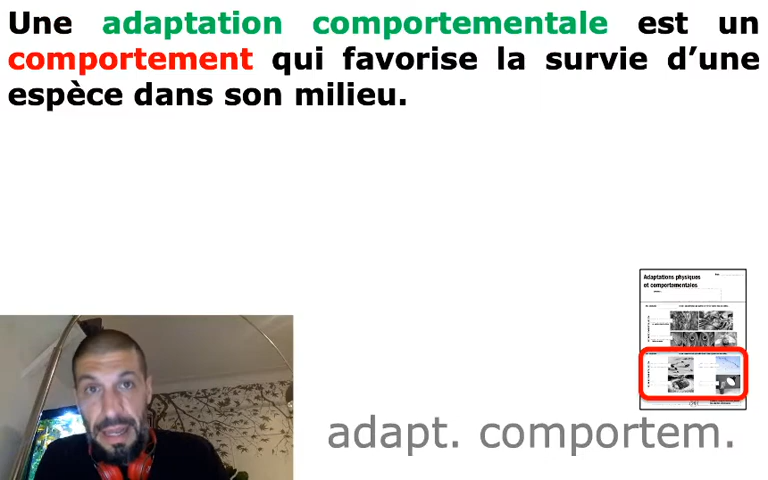 Une adaptation comportementale est un
comportement qui favorise la survie d’une
espèce dans son milieu.
Adaptations physiques
et comportementales
adapt. comportem.